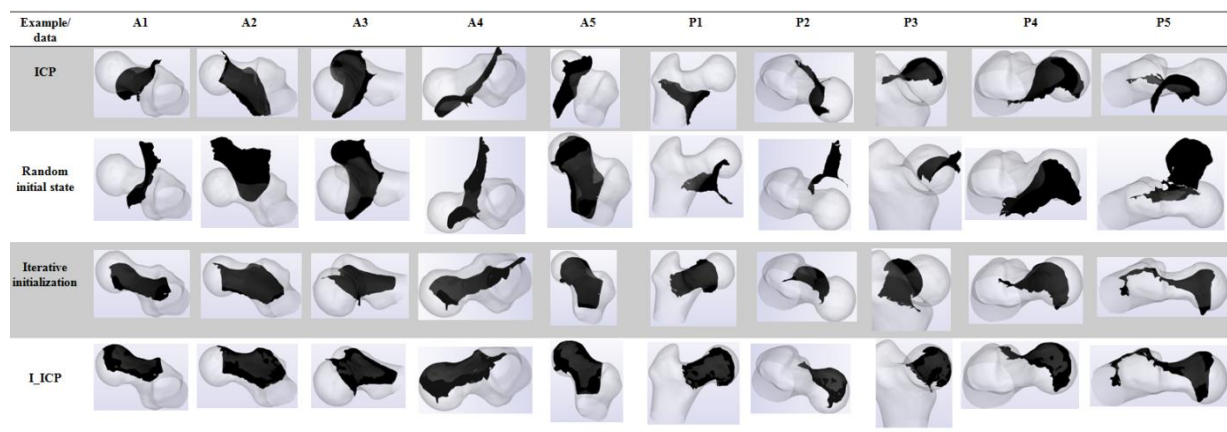 Example/ A1 A2 A3 A4 A5 P1 P2 P3 P4 P5
data
ICP
Random
initial state
Iterative
initialization
I_ICP